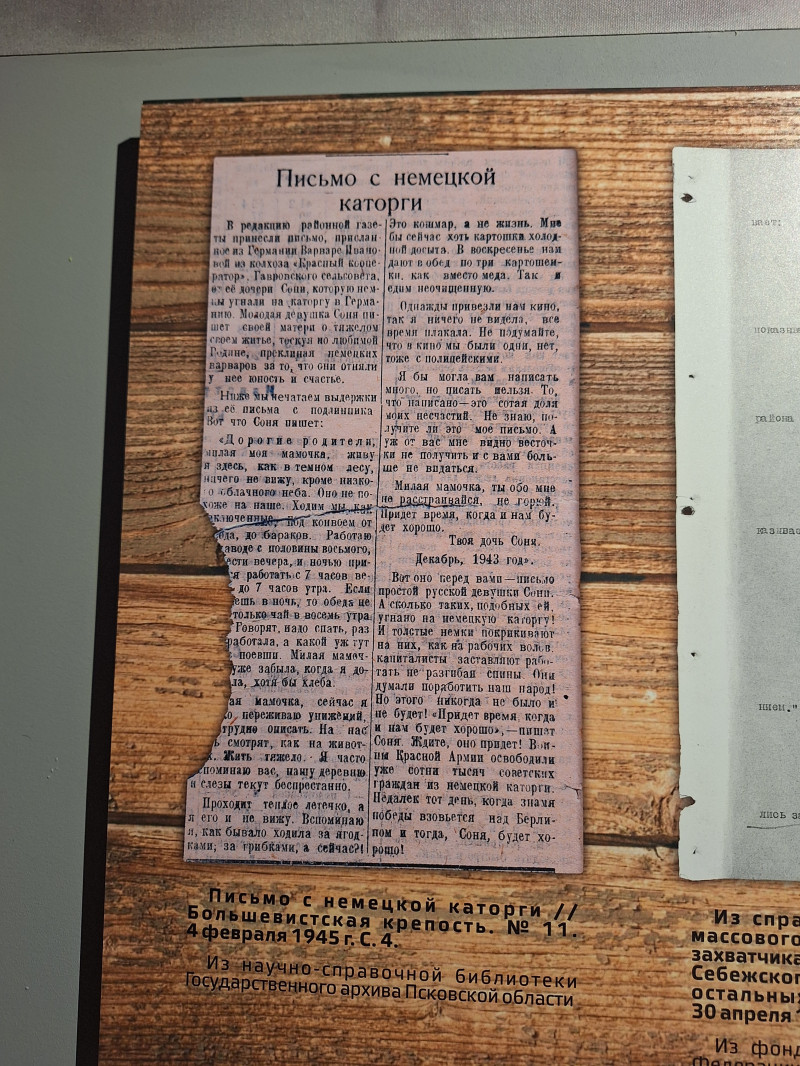 Письмо с немецкой
каторги
В редакцию районной газе-
ты принесли письмо, прислан
ное из Германии Варваре Ивано-
вой из колхоза «Красный коопе-
ратор», Гавровского сельсовета,
её дочери Сони, которую нем-
цы угнали на каторгу в Герма-
нию. Молодая девушка Соня пи-
шет своей матери о тяжелом
своем житье, тоскуя по любимой
Родине, проклиная немецких
варваров за то, что они отняли
у неё юность и счастье.
Ниже мы печатаем выдержки
из её письма с подлинника
Вот что Соня пишет:
«Дорогие родители,
милая моя мамочка, живу
я здесь, как в темном лесу,
ничего не вижу, кроме низко-
о облачного неба. Оно не по-
хоже на наше. Ходим мы как
аключенные, под конвоем от
до бараков. Работаю
заводе с половины восьмого,
ести вечера, и ночью при-
ся работать с 7 часов ве-
до 7 часов утра. Если
ешь в ночь, то обеда не
только чай в восемь утра
Говорят, надо спать, раз
работала, а какой уж тут
поевши. Милая мамоч-
уже забыла, когда я до-
ла, хотя бы хлеба.
ая мамочка, сейчас я
о переживаю унижений,
трудно описать. На нас
ь смотрят, как на живот-
х. Жить тяжело. Я часто
споминаю вас, нашу деревню
и слезы текут беспрестанно.
Проходит теплое летечко, а
я его и не вижу. Вспоминаю
я, как бывало ходила за ягод-
ками, за грибками, а сейчас?!
Это кошмар, а не жизнь. Мне
бы сейчас хоть картошки холод-
ной досыта. В воскресенье нам
дают в обед по три картошен-
ки, как вместо меда. Так и
едим неочищенную.
Однажды привезли нам кино,
так я ничего не видела, все
время плакала. Не подумайте,
что в кино мы были одни, нет,
тоже с полицейскими.
Я бы могла вам написать
много, но писать нельзя. То,
что написано—это сотая доля
моих несчастий. Не знаю, по-
лучите ли это мое письмо. А
уж от вас мне видно весточ-
ки не получить и с вами боль-
ше не видаться.
Милая мамочка, ты обо мне
не расстраивайся, не горюй.
Придет время, когда и нам бу-
дет хорошо.
Твоя дочь Соня.
Декабрь, 1943 год».
Вот оно перед вами—письмо
простой русской девушки Сони.
А сколько таких, подобных ей,
угнано на немецкую каторгу!
И толстые немки покрикивают
на них, как на рабочих волов.
капиталисты заставляют рабо-
тать не разгибая спины. Они
думали поработить наш народ!
Но этого никогда не было и
не будет! «Придет время, когда
и нам будет хорошо»,—пишет
Соня. Ждите, оно придет! Вои-
ны Красной Армии освободили
уже сотни тысяч советских
граждан из немецкой каторги.
Недалек тот день, когда знамя
победы взовьется над Берли-
ном и тогда, Соня, будет хо-
рошо!
Письмо с немецкой каторги //
Большевистская крепость. № 11.
4 февраля 1945 г. С. 4.
Из научно-справочной библиотеки
Государственного архива Псковской области
шает:
показани
района
казывае
нием."
лись за
Из спра
массового
захватчика
Себежског
остальны
30 апреля 1
Из фонд
Федерации